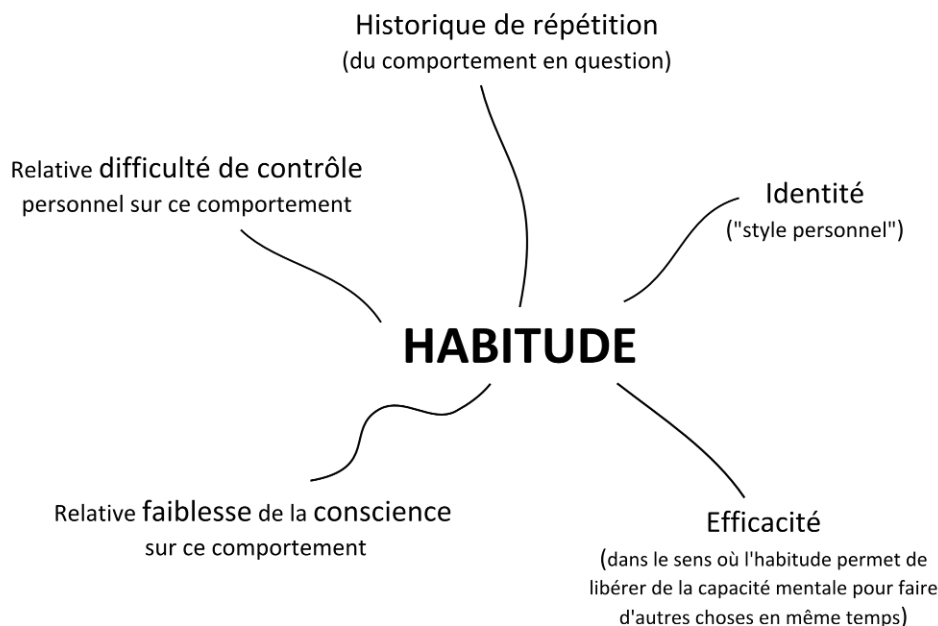 Historique de répétition
(du comportement en question)
Relative difficulté de contrôle
personnel sur ce comportement
Identité
("style personnel")
HABITUDE
Relative faiblesse de la conscience
sur ce comportement
Efficacité
(dans le sens où l'habitude permet de
libérer de la capacité mentale pour faire
d'autres choses en même temps)